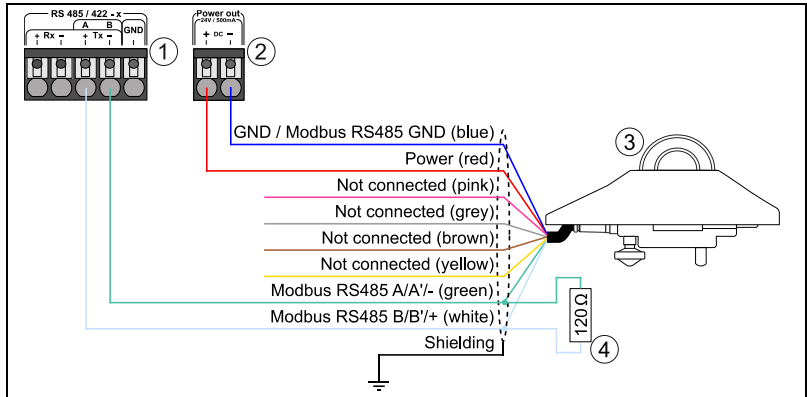 RS 485 / 422 - x
A B
+ Rx - + Tx - GND
1
Power out
24V / 500mA
+ DC -
2
GND / Modbus RS485 GND (blue)
Power (red)
Not connected (pink)
Not connected (grey)
Not connected (brown)
Not connected (yellow)
Modbus RS485 A/A'/- (green)
Modbus RS485 B/B'/+ (white)
Shielding
3
120 Ω
4